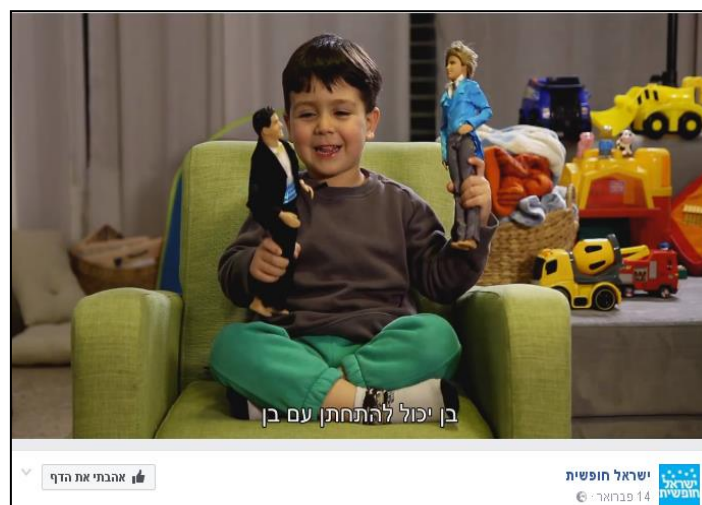 בן יכול להתחתן עם בן
ישראל חופשית
14 פברואר ·
אהבתי את הדף
ישראל
חופשית